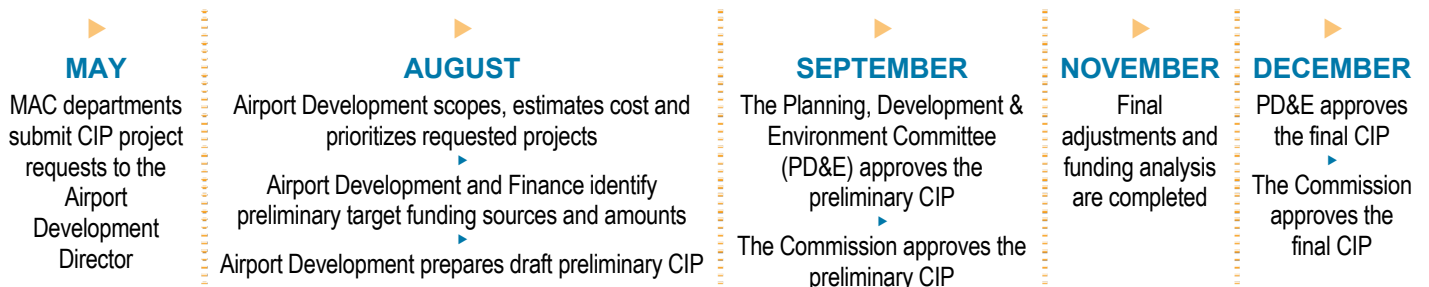 MAY
MAC departments
submit CIP project
requests to the
Airport
Development
Director
AUGUST
Airport Development scopes, estimates cost and
prioritizes requested projects
Airport Development and Finance identify
preliminary target funding sources and amounts
Airport Development prepares draft preliminary CIP
SEPTEMBER
The Planning, Development &
Environment Committee
(PD&E) approves the
preliminary CIP
The Commission approves the
preliminary CIP
NOVEMBER
Final
adjustments and
funding analysis
are completed
DECEMBER
PD&E approves
the final CIP
The Commission
approves the
final CIP